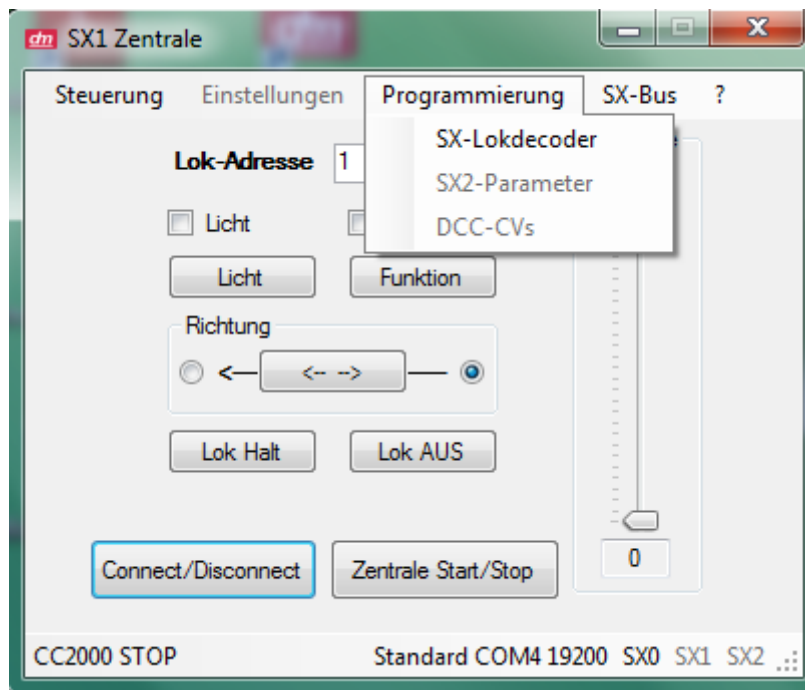 dm SX1 Zentrale
Steuerung Einstellungen Programmierung SX-Bus ?
SX-Lokdecoder
SX2-Parameter
DCC-CVs
Lok-Adresse 1
Licht
Licht Funktion
Richtung
<— <-- --> —
Lok Halt Lok AUS
Connect/Disconnect Zentrale Start/Stop
0
CC2000 STOP Standard COM4 19200 SX0 SX1 SX2